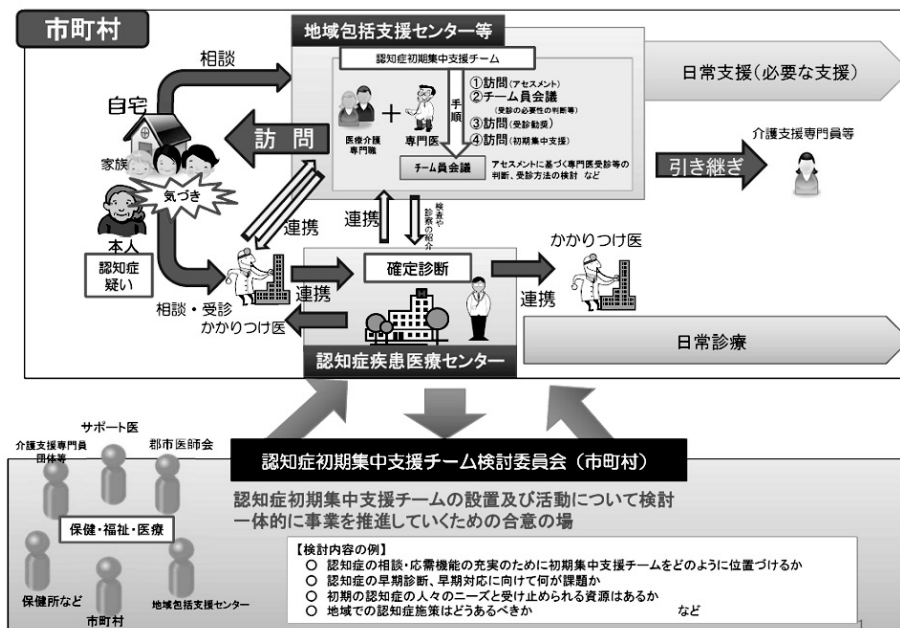 市町村
地域包括支援センター等
認知症初期集中支援チーム
相談
日常支援(必要な支援)
自宅
①訪問(アセスメント)
②チーム員会議
(受診の必要性の判断等)
③訪問(受診勧奨)
④訪問(初期集中支援)
手順
医療介護
専門職
専門医
訪問
家族
介護支援専門員等
チーム員会議
アセスメントに基づく専門医受診等の
判断、受診方法の検討 など
引き継ぎ
気づき
本人
認知症
疑い
連携
連携
検査や
診察の紹介
確定診断
かかりつけ医
相談・受診
かかりつけ医
連携
連携
認知症疾患医療センター
日常診療
認知症初期集中支援チーム検討委員会(市町村)
サポート医
介護支援専門員
団体等
郡市医師会
保健・福祉・医療
保健所など
市町村
地域包括支援センター
認知症初期集中支援チームの設置及び活動について検討
一体的に事業を推進していくための合意の場
【検討内容の例】
○ 認知症の相談・応需機能の充実のために初期集中支援チームをどのように位置づけるか
○ 認知症の早期診断、早期対応に向けて何が課題か
○ 初期の認知症の人々のニーズと受け止められる資源はあるか
○ 地域での認知症施策はどうあるべきか など
1